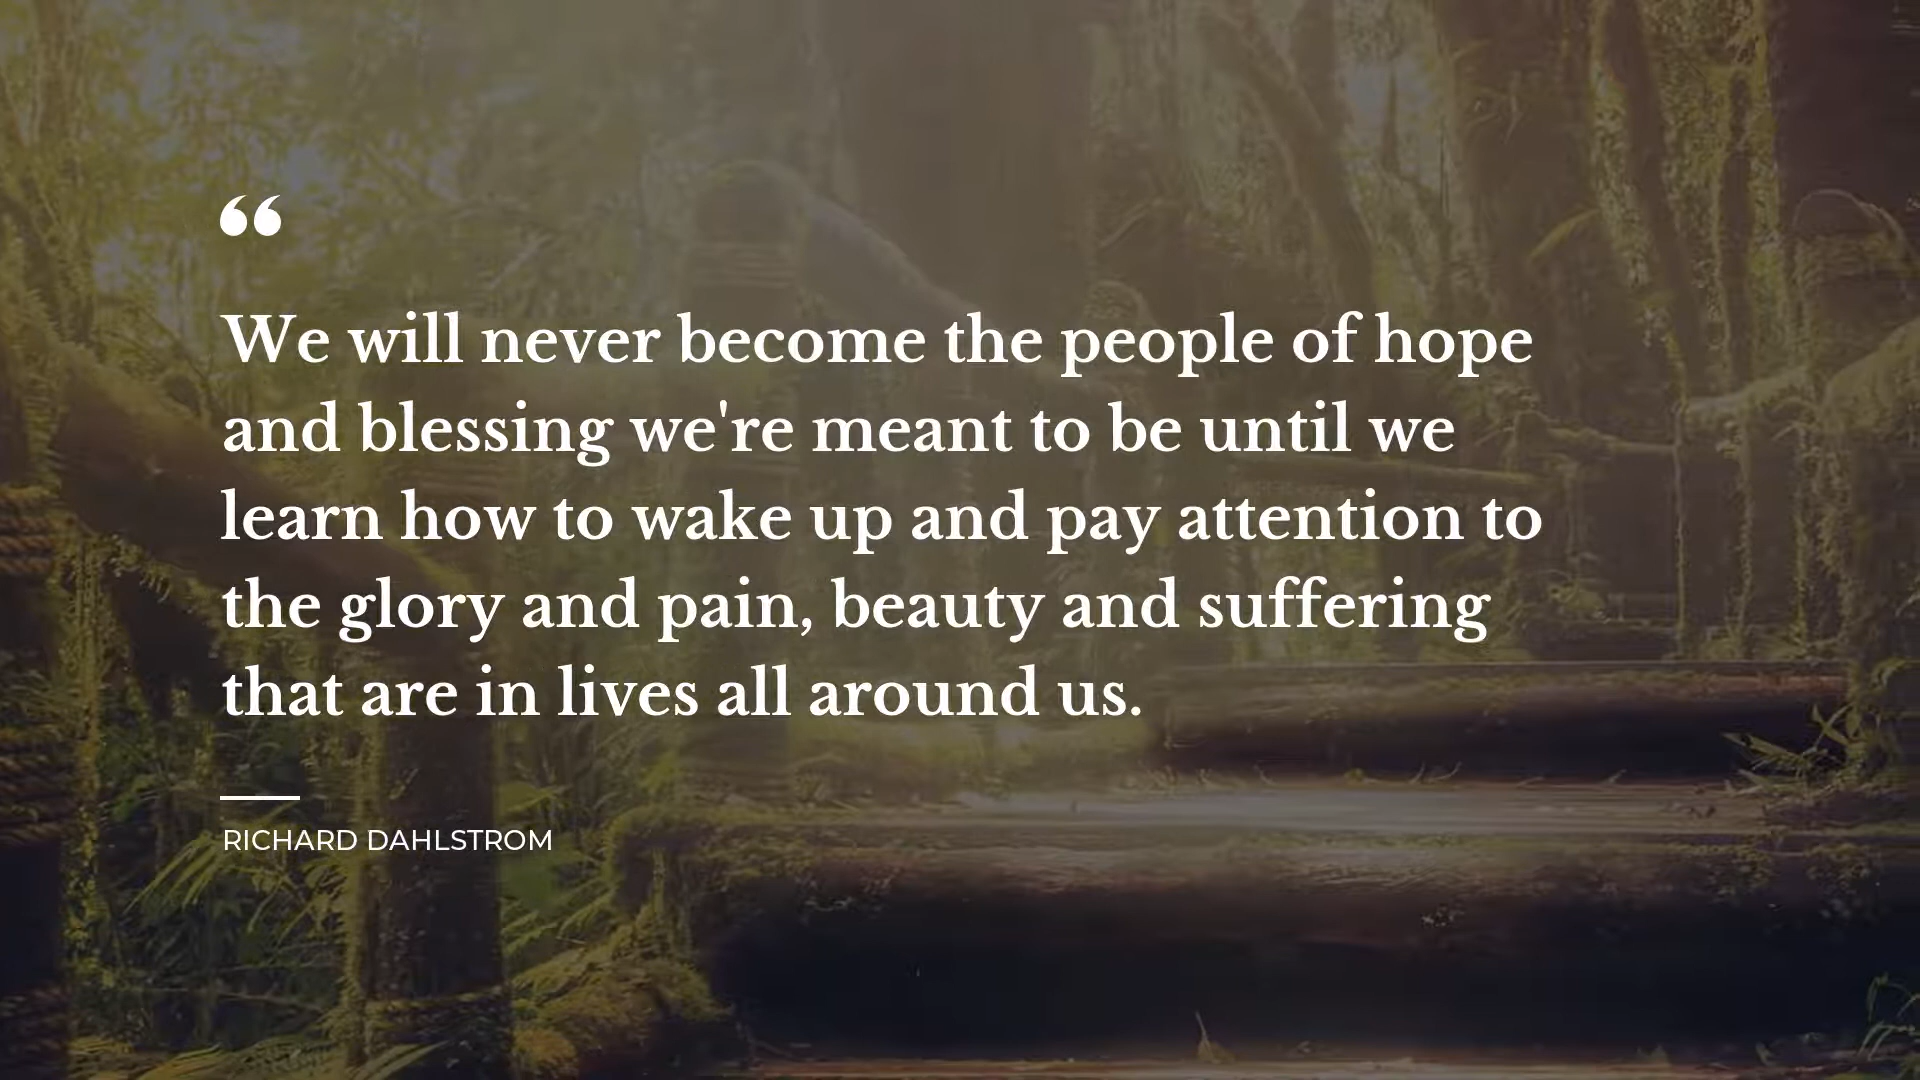 “
We will never become the people of hope
and blessing we're meant to be until we
learn how to wake up and pay attention to
the glory and pain, beauty and suffering
that are in lives all around us.
RICHARD DAHLSTROM